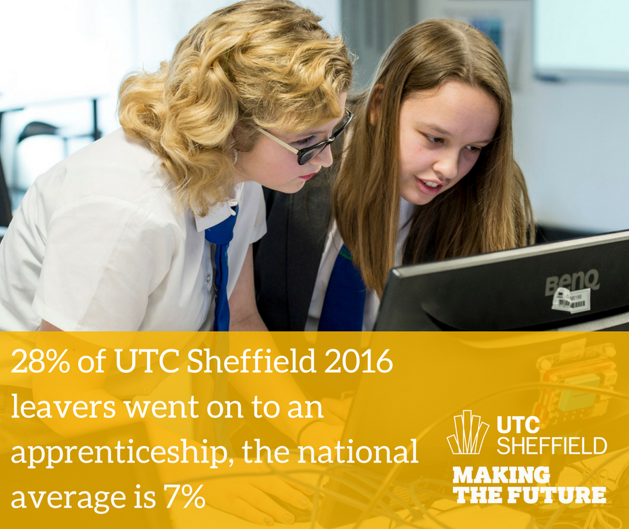 BenQ
28% of UTC Sheffield 2016
leavers went on to an
apprenticeship, the national
average is 7%
UTC
SHEFFIELD
MAKING
THE FUTURE